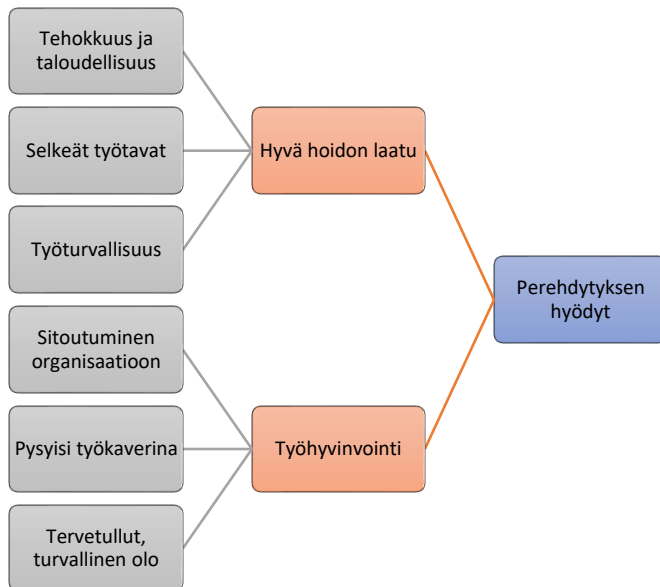 Tehokkuus ja
taloudellisuus
Selkeät työtavat
Työturvallisuus
Sitoutuminen
organisaatioon
Pysyisi työkaverina
Tervetullut,
turvallinen olo
Hyvä hoidon laatu
Työhyvinvointi
Perehdytyksen
hyödyt